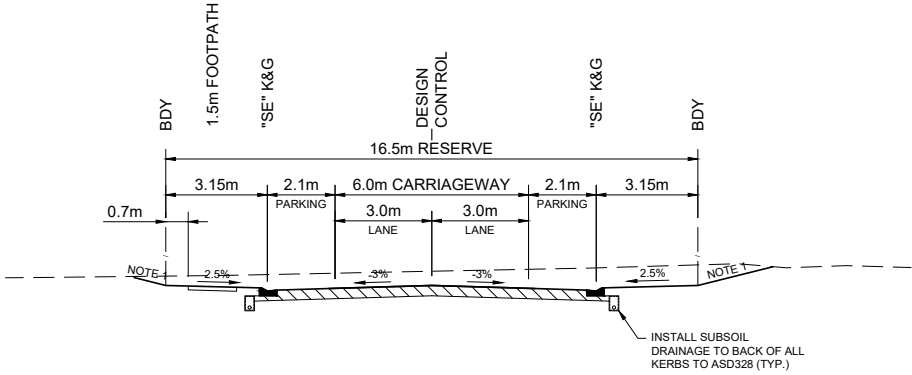 BDY
1.5m FOOTPATH
"SE" K&G
DESIGN
CONTROL
"SE" K&G
BDY
16.5m RESERVE
3.15m
2.1m
PARKING
6.0m CARRIAGEWAY
2.1m
PARKING
3.15m
0.7m
3.0m
LANE
3.0m
LANE
NOTE 1
2.5%
-3%
-3%
2.5%
NOTE 1
INSTALL SUBSOIL
DRAINAGE TO BACK OF ALL
KERBS TO ASD328 (TYP.)